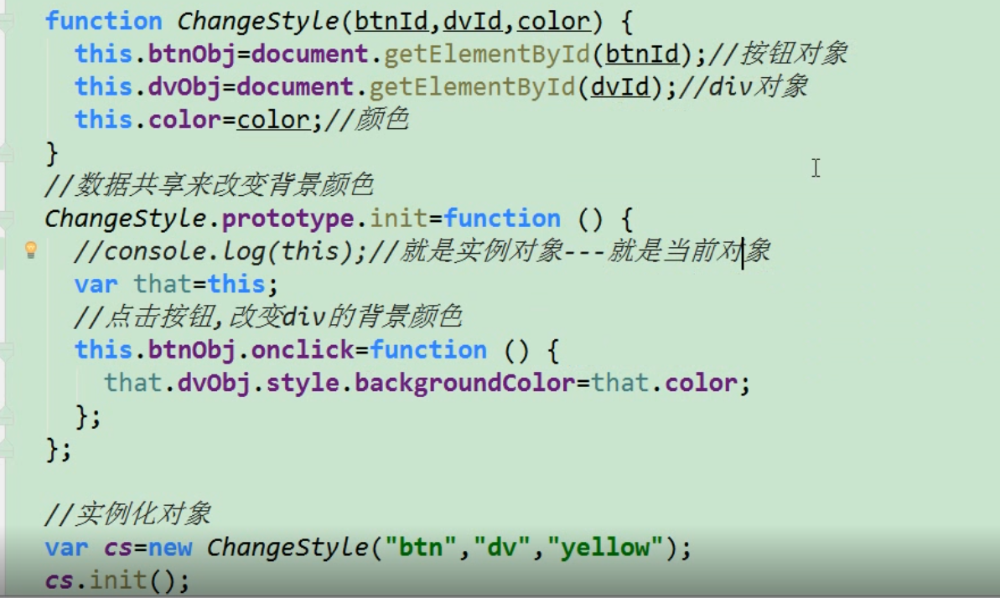 function ChangeStyle(btnId,dvId,color) {
this.btnObj=document.getElementById(btnId);//按钮对象
this.dvObj=document.getElementById(dvId);//div对象
this.color=color;//颜色
}
//数据共享来改变背景颜色
ChangeStyle.prototype.init=function () {
//console.log(this);//就是实例对象---就是当前对象
var that=this;
//点击按钮,改变div的背景颜色
this.btnObj.onclick=function () {
that.dvObj.style.backgroundColor=that.color;
};
};
//实例化对象
var cs=new ChangeStyle("btn","dv","yellow");
cs.init();